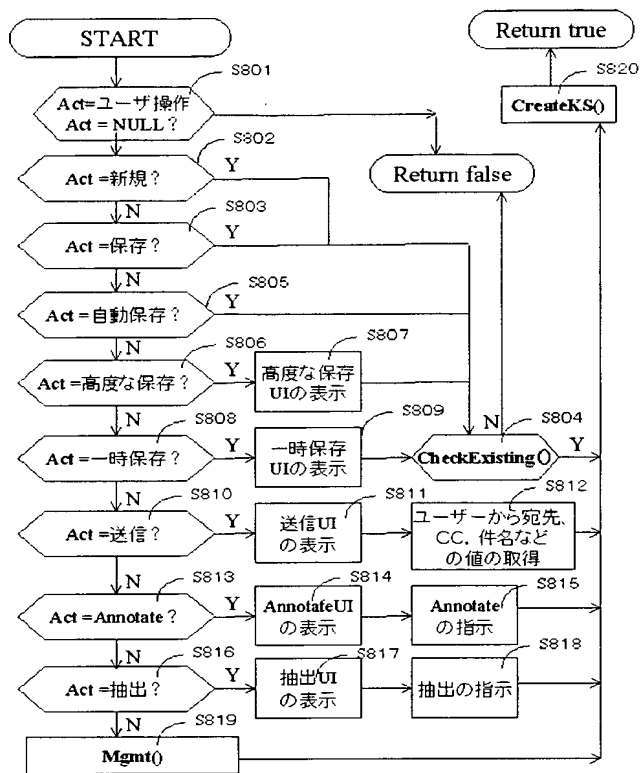 START
Return true
S801
S820
Act=ユーザ操作
Act = NULL？
CreateKS()
S802
Act =新規？
Y
Return false
N
S803
Act =保存？
Y
N
S805
Act =自動保存？
Y
N
S806
S807
Act =高度な保存？
Y
高度な保存
UIの表示
N
S808
S809
N
S804
Act =一時保存？
Y
一時保存
UIの表示
CheckExisting()
Y
N
S810
S811
S812
Act =送信？
Y
送信UI
の表示
ユーザーから宛先、
CC．件名など
の値の取得
N
S813
S814
S815
Act =Annotate？
Y
AnnotateUI
の表示
Annotate
の指示
N
S816
S817
S818
Act =抽出？
Y
抽出UI
の表示
抽出の指示
N
S819
Mgmt()